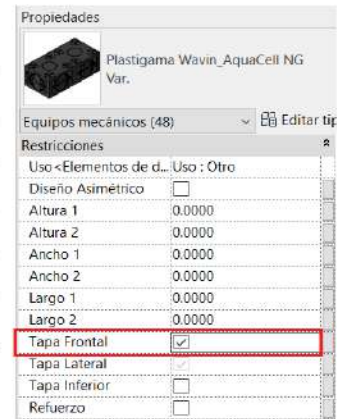 Propiedades
Plastigama Wavin_AquaCell NG
Var.
Equipos mecánicos (48) Editar tip
Restricciones
Uso<Elementos de d... Uso : Otro
Diseño Asimétrico
Altura 1 0.0000
Altura 2 0.0000
Ancho 1 0.0000
Ancho 2 0.0000
Largo 1 0.0000
Largo 2 0.0000
Tapa Frontal
Tapa Lateral
Tapa Inferior
Refuerzo